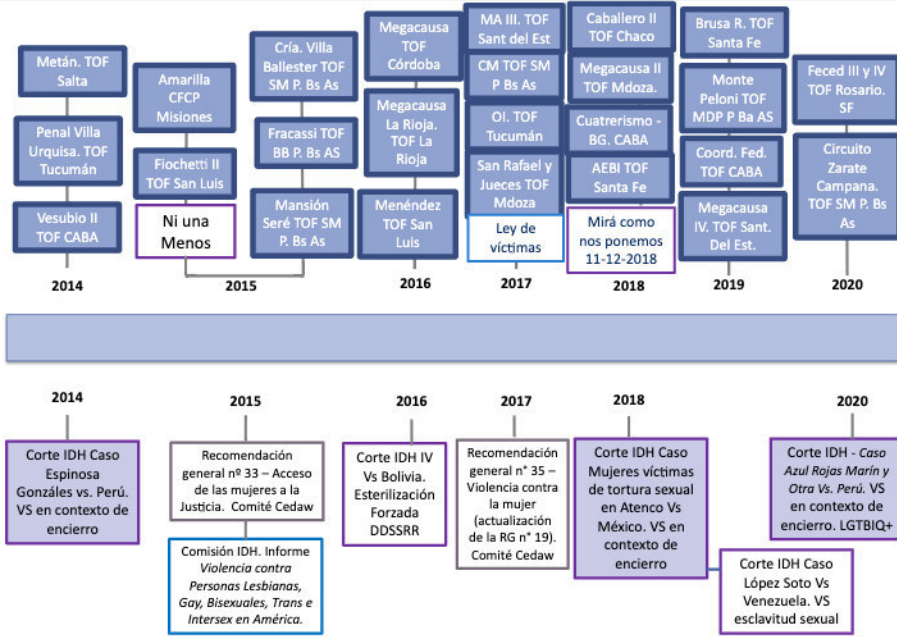 Metán. TOF
Salta
Penal Villa
Urquisa. TOF
Tucumán
Vesubio II
TOF CABA
2014
Amarilla
CFCP
Misiones
Fiochetti II
TOF San Luis
Ni una
Menos
Cría. Villa
Ballester TOF
SM P. Bs As
Fracassi TOF
BB P. Bs AS
Mansión
Seré TOF SM
P. Bs As
2015
Megacausa
TOF
Córdoba
Megacausa
La Rioja.
TOF La
Rioja
Menéndez
TOF San
Luis
2016
MA III. TOF
Sant del Est
CM TOF SM
P Bs As
OI. TOF
Tucumán
San Rafael y
Jueces TOF
Mdoza
Ley de
víctimas
2017
Caballero II
TOF Chaco
Megacausa II
TOF Mdoza.
Cuatrerismo -
BG. CABA
AEBI TOF
Santa Fe
Mirá como
nos ponemos
11-12-2018
2018
Brusa R. TOF
Santa Fe
Monte
Peloni TOF
MDP P Ba AS
Coord. Fed.
TOF CABA
Megacausa
IV. TOF Sant.
Del Est.
2019
Feced III y IV
TOF Rosario.
SF
Circuito
Zarate
Campana.
TOF SM P. Bs
As
2020
2014
Corte IDH Caso
Espinosa
Gonzáles vs. Perú.
VS en contexto de
encierro
2015
Recomendación
general nº 33 – Acceso
de las mujeres a la
Justicia. Comité Cedaw
Comisión IDH. Informe
Violencia contra
Personas Lesbianas,
Gay, Bisexuales, Trans e
Intersex en América.
2016
Corte IDH IV
Vs Bolivia.
Esterilización
Forzada
DDSSRR
2017
Recomendación
general n° 35 –
Violencia contra
la mujer
(actualización
de la RG n° 19).
Comité Cedaw
2018
Corte IDH Caso
Mujeres víctimas
de tortura sexual
en Atenco Vs
México. VS en
contexto de
encierro
Corte IDH Caso
López Soto Vs
Venezuela. VS
esclavitud sexual
2020
Corte IDH - Caso
Azul Rojas Marín y
Otra Vs. Perú. VS
en contexto de
encierro. LGTBIQ+